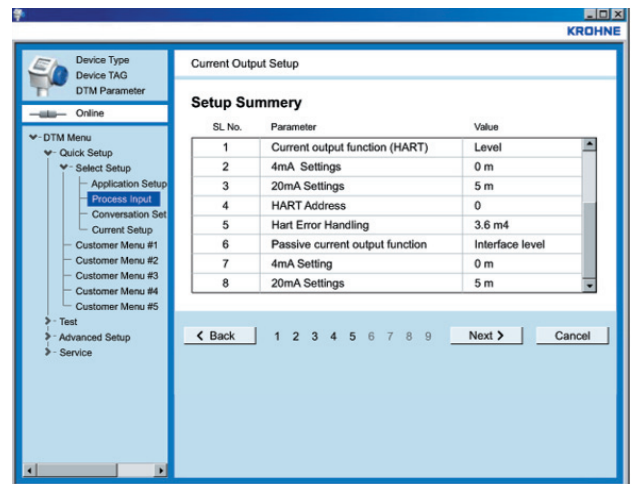 KROHNE
Device Type
Device TAG
DTM Parameter
Online
DTM Menu
Quick Setup
Select Setup
Application Setup
Process Input
Conversation Set
Current Setup
Customer Menu #1
Customer Menu #2
Customer Menu #3
Customer Menu #4
Customer Menu #5
Test
Advanced Setup
Service
Current Output Setup
Setup Summery
SL No. Parameter Value
1 Current output function (HART) Level
2 4mA Settings 0 m
3 20mA Settings 5 m
4 HART Address 0
5 Hart Error Handling 3.6 m4
6 Passive current output function Interface level
7 4mA Setting 0 m
8 20mA Settings 5 m
Back 1 2 3 4 5 6 7 8 9 Next Cancel